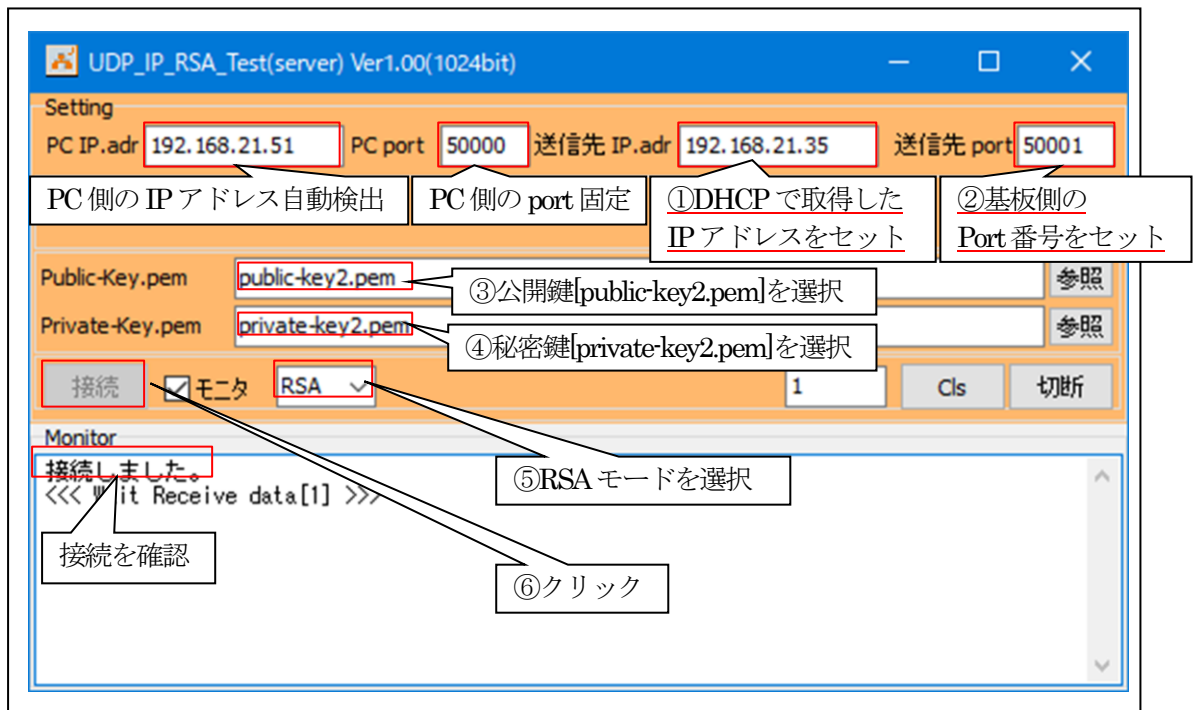 UDP_IP_RSA_Test(server) Ver1.00(1024bit)
Setting
PC IP.adr 192.168.21.51 PC port 50000 送信先 IP.adr 192.168.21.35 送信先 port 50001
PC 側の IP アドレス自動検出
PC 側の port 固定
①DHCP で取得した
IP アドレスをセット
②基板側の
Port 番号をセット
Public-Key.pem public-key2.pem 参照
③公開鍵[public-key2.pem]を選択
Private-Key.pem private-key2.pem 参照
④秘密鍵[private-key2.pem]を選択
接続 モニタ RSA 1 Cls 切断
Monitor
接続しました。
<<< Wait Receive data[1] >>>
⑤RSA モードを選択
接続を確認
⑥クリック